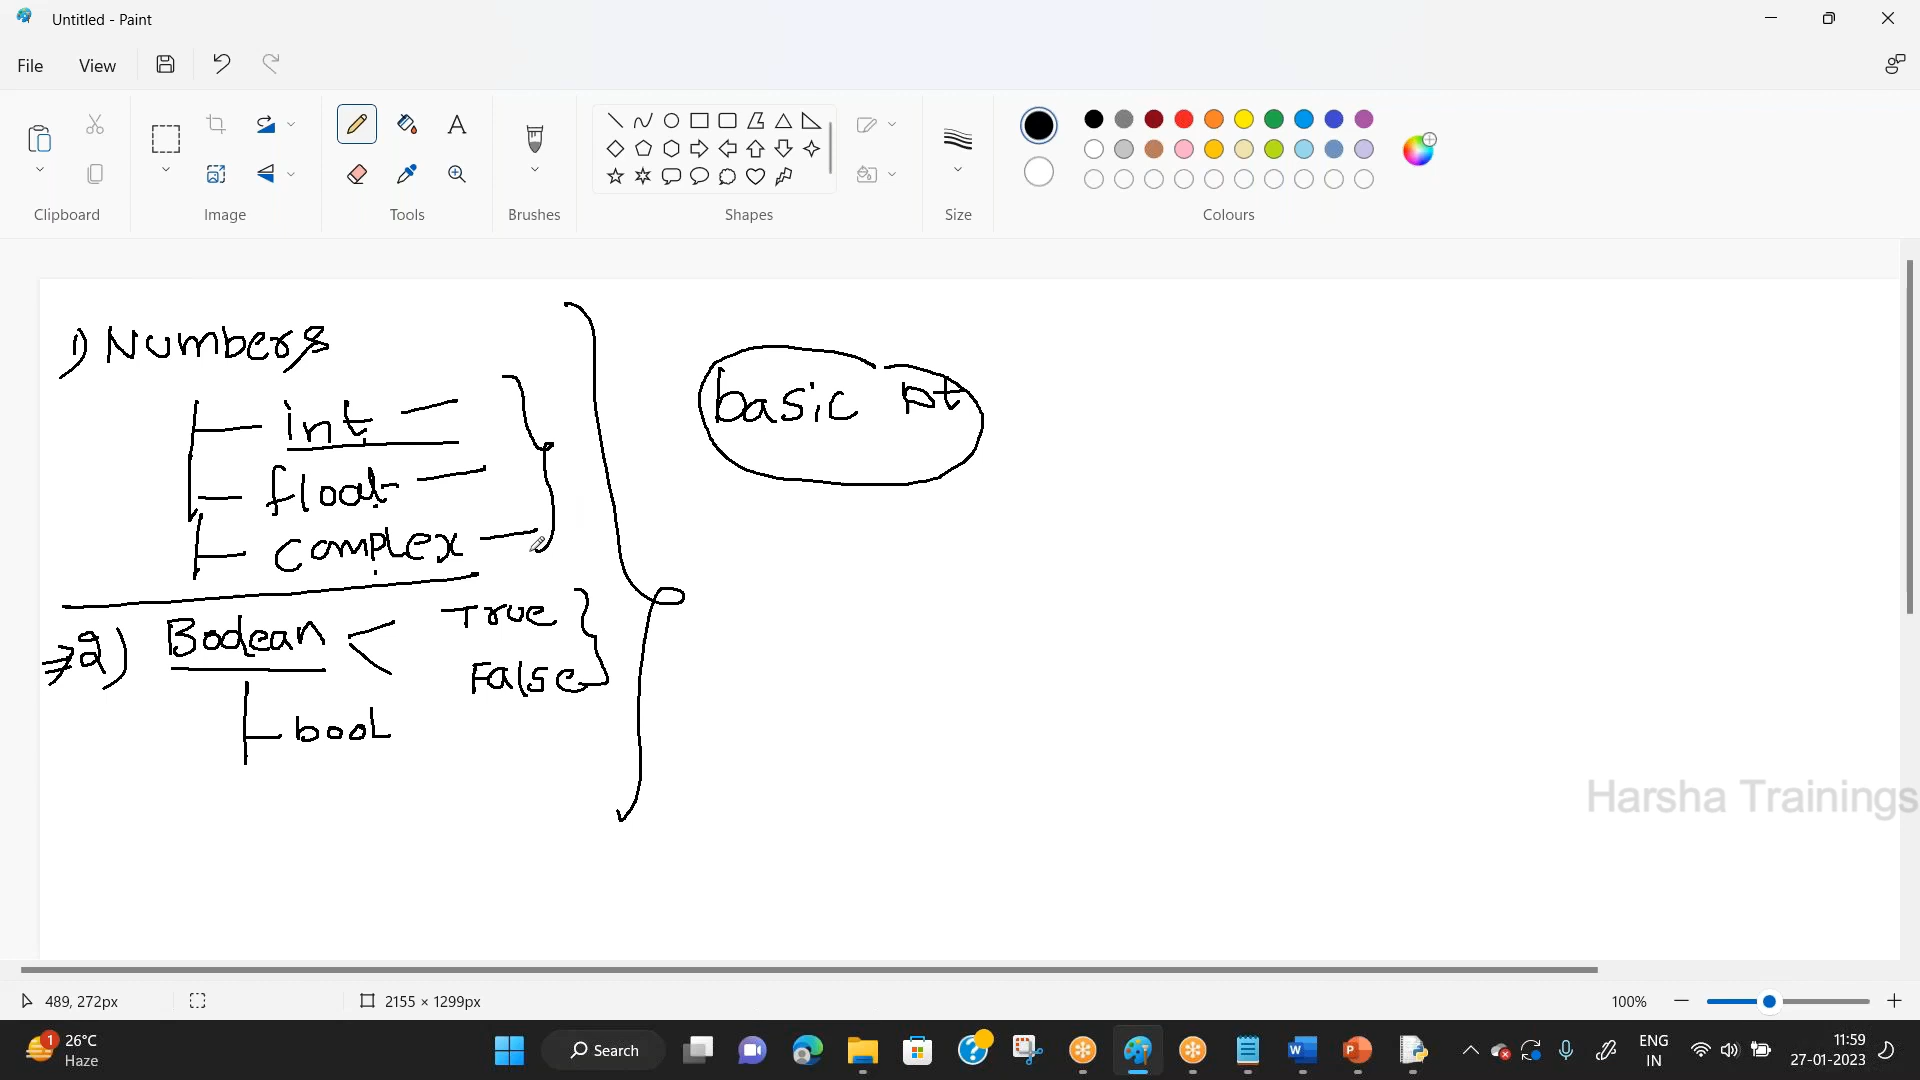 Untitled - Paint
File
View
Clipboard
Image
Tools
Brushes
Shapes
Size
Colours
1) Numbers
int
float
complex
2) Boolean
True
False
bool
basic Dt
Harsha Trainings
489, 272px
2155 × 1299px
100%
1
26°C
Haze
Search
ENG
IN
11:59
27-01-2023